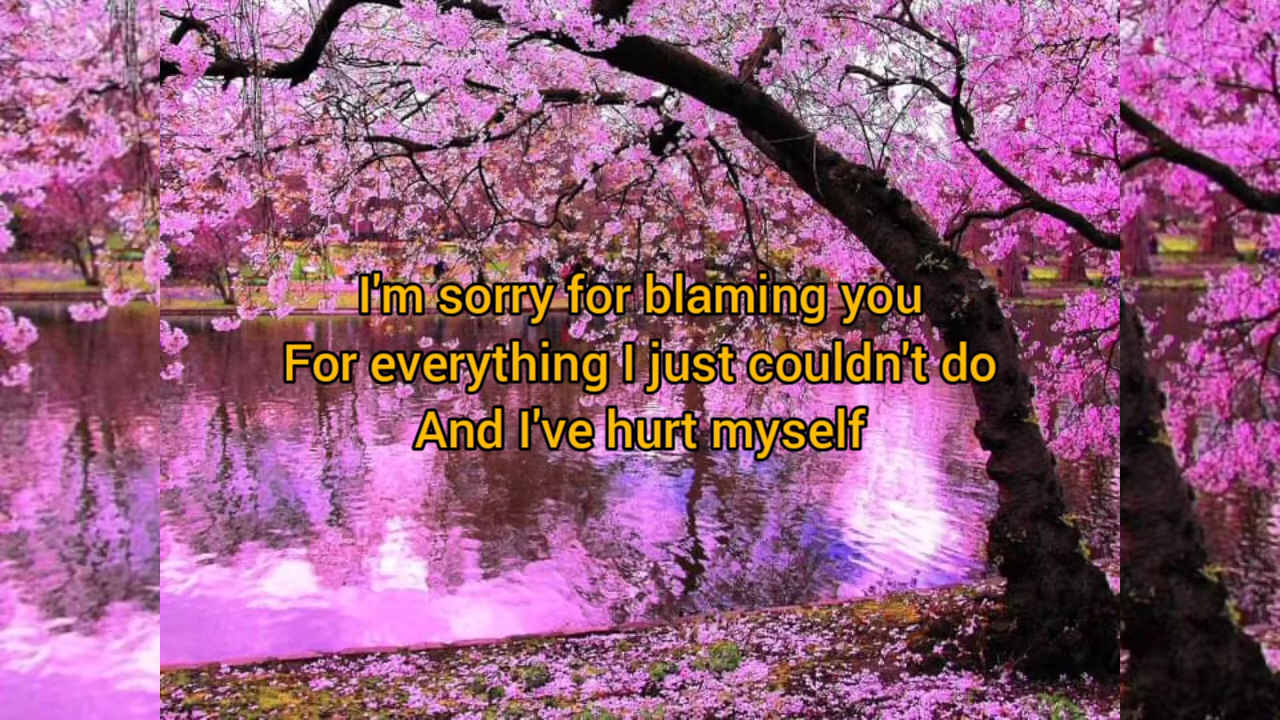 I'm sorry for blaming you
For everything I just couldn't do
And I've hurt myself